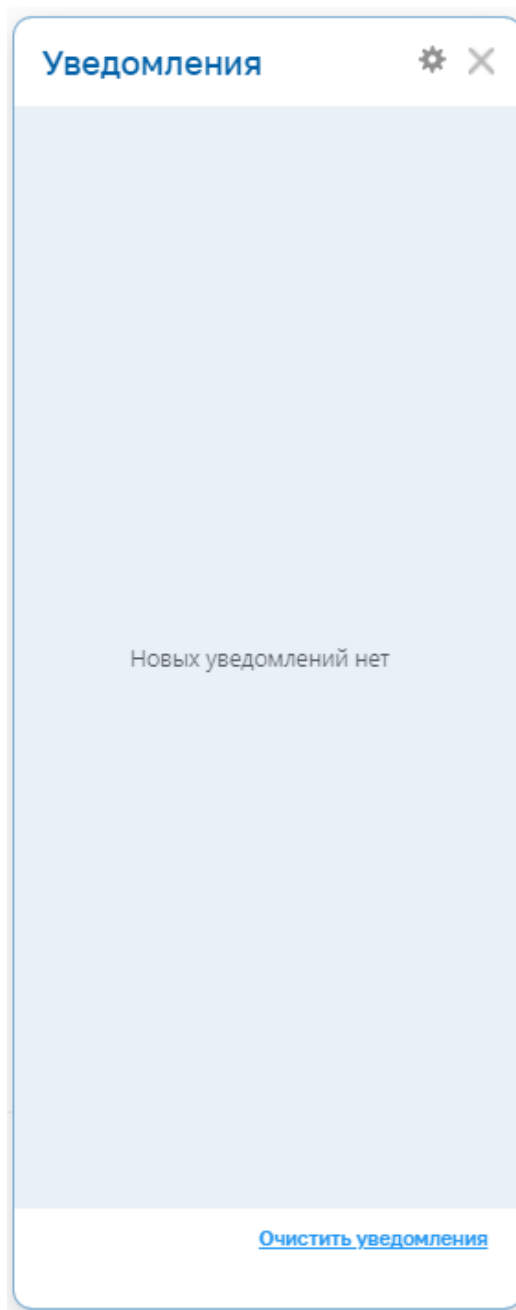 Уведомления
Новых уведомлений нет
Очистить уведомления